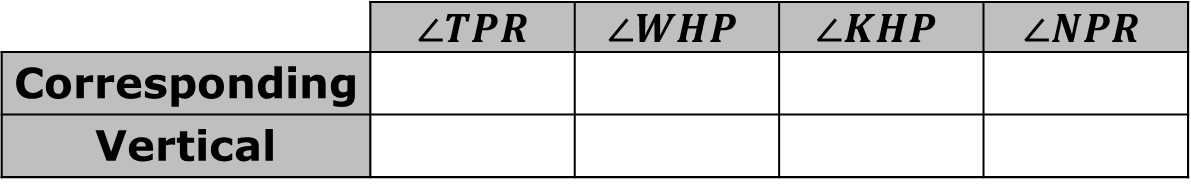 ∠TPR ∠WHP ∠KHP ∠NPR
Corresponding
Vertical